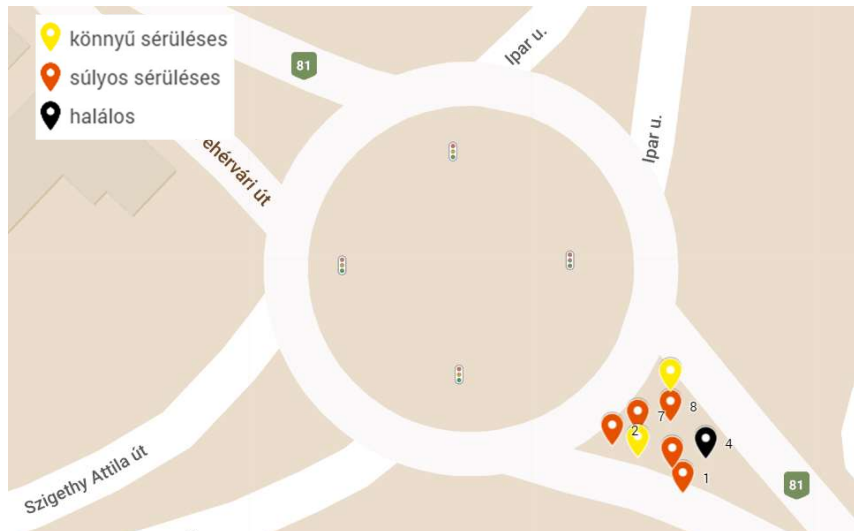 könnyű sérüléses
súlyos sérüléses
halálos
81
Ipar u.
Ipar u.
ehérvári út
Szigethy Attila út
8
7
2
4
1
81